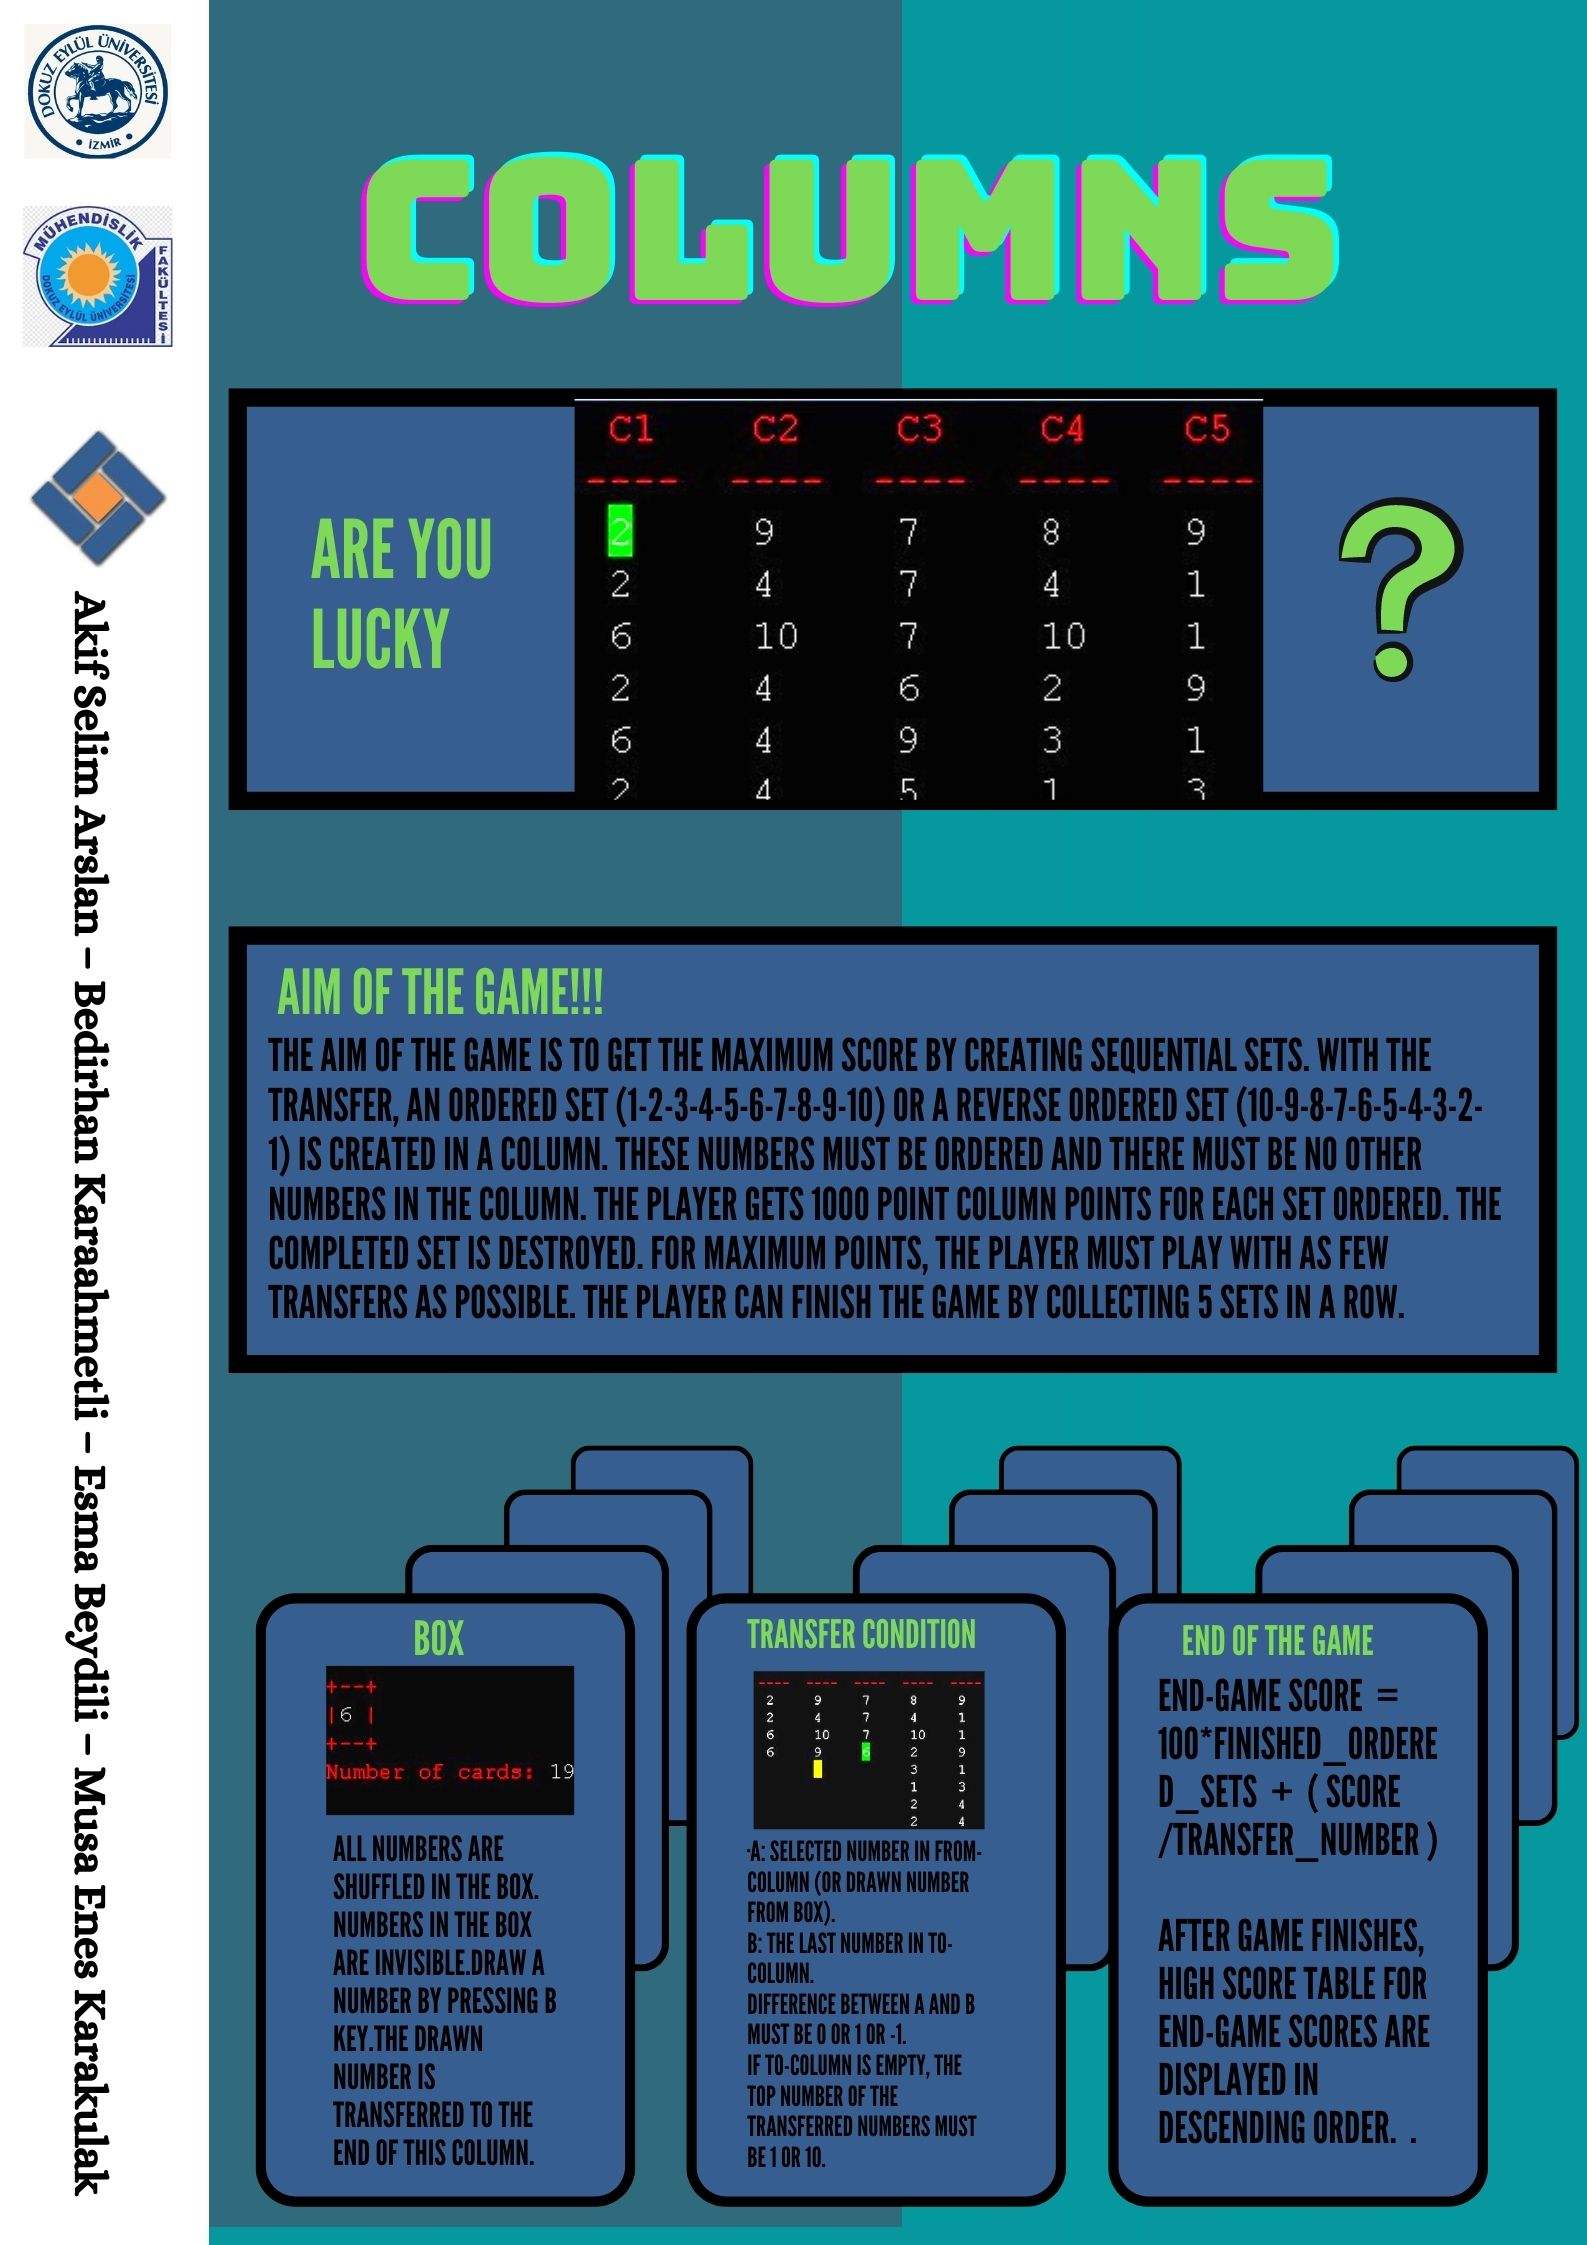 DOKUZ EYLÜL ÜNİVERSİTESİ
• İZMİR •
MÜHENDİSLİK
FAKÜLTESİ
DOKUZ EYLÜL ÜNİVERSİTESİ
Akif Selim Arslan – Bedirhan Karaahmetli – Esma Beydili – Musa Enes Karakulak
COLUMNS
ARE YOU
LUCKY
C1 C2 C3 C4 C5
---- ---- ---- ---- ----
2 9 7 8 9
2 4 7 4 1
6 10 7 10 1
2 4 6 2 9
6 4 9 3 1
2 4 5 1 3
?
AIM OF THE GAME!!!
THE AIM OF THE GAME IS TO GET THE MAXIMUM SCORE BY CREATING SEQUENTIAL SETS. WITH THE
TRANSFER, AN ORDERED SET (1-2-3-4-5-6-7-8-9-10) OR A REVERSE ORDERED SET (10-9-8-7-6-5-4-3-2-
1) IS CREATED IN A COLUMN. THESE NUMBERS MUST BE ORDERED AND THERE MUST BE NO OTHER
NUMBERS IN THE COLUMN. THE PLAYER GETS 1000 POINT COLUMN POINTS FOR EACH SET ORDERED. THE
COMPLETED SET IS DESTROYED. FOR MAXIMUM POINTS, THE PLAYER MUST PLAY WITH AS FEW
TRANSFERS AS POSSIBLE. THE PLAYER CAN FINISH THE GAME BY COLLECTING 5 SETS IN A ROW.
BOX
+--+
|6 |
+--+
Number of cards: 19
ALL NUMBERS ARE
SHUFFLED IN THE BOX.
NUMBERS IN THE BOX
ARE INVISIBLE.DRAW A
NUMBER BY PRESSING B
KEY.THE DRAWN
NUMBER IS
TRANSFERRED TO THE
END OF THIS COLUMN.
TRANSFER CONDITION
---- ---- ---- ---- ----
2 9 7 8 9
2 4 7 4 1
6 10 7 10 1
6 9 6 2 9
3 1
1 3
2 4
2 4
·A: SELECTED NUMBER IN FROM-
COLUMN (OR DRAWN NUMBER
FROM BOX).
B: THE LAST NUMBER IN TO-
COLUMN.
DIFFERENCE BETWEEN A AND B
MUST BE 0 OR 1 OR -1.
IF TO-COLUMN IS EMPTY, THE
TOP NUMBER OF THE
TRANSFERRED NUMBERS MUST
BE 1 OR 10.
END OF THE GAME
END-GAME SCORE =
100*FINISHED_ORDERE
D_SETS + ( SCORE
/TRANSFER_NUMBER )
AFTER GAME FINISHES,
HIGH SCORE TABLE FOR
END-GAME SCORES ARE
DISPLAYED IN
DESCENDING ORDER. .